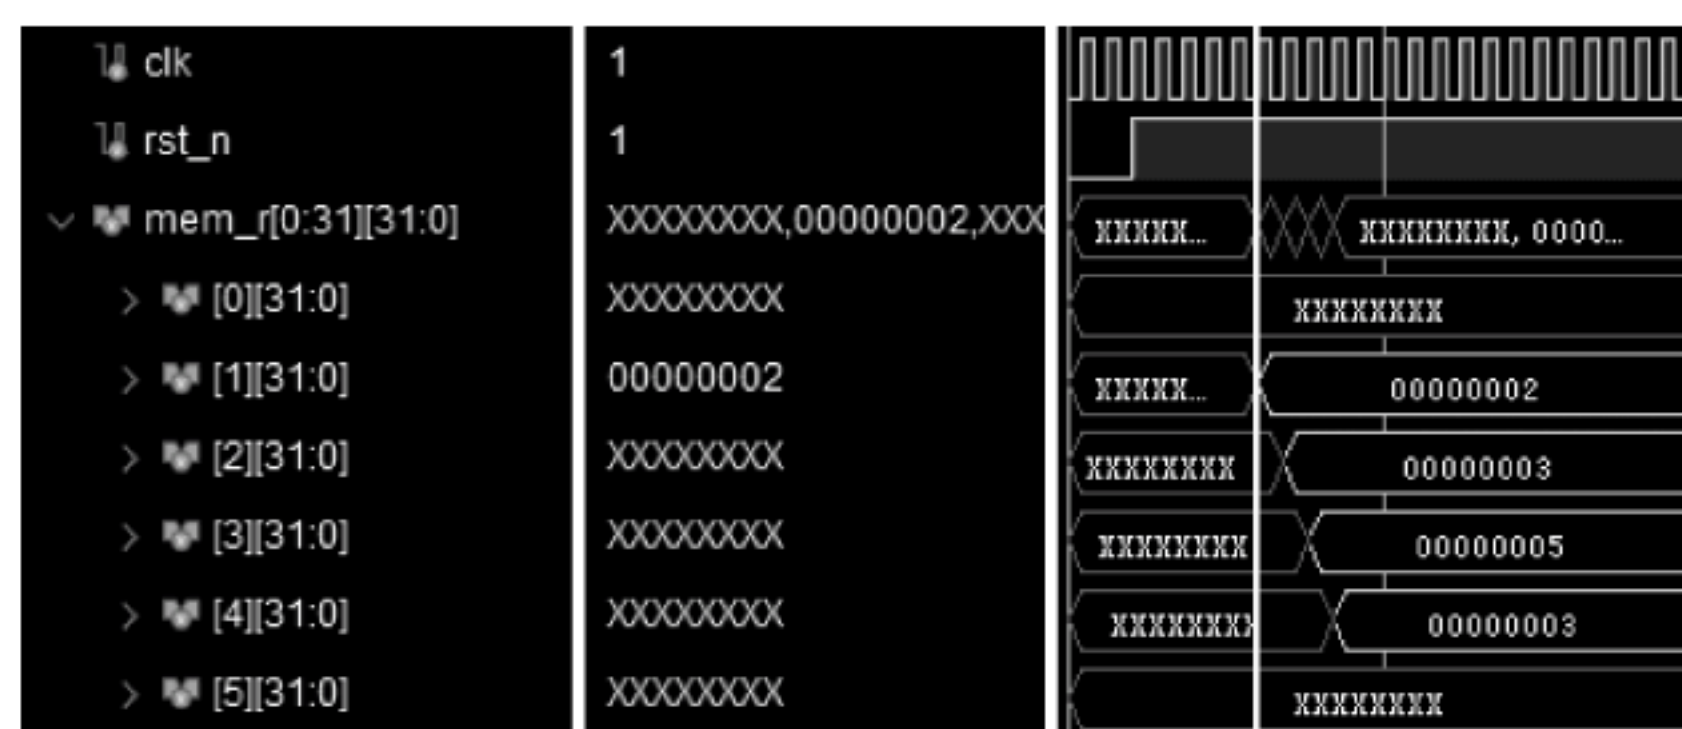 clk 1
rst_n 1
mem_r[0:31][31:0] XXXXXXXX,00000002,XXX XXXXX... XXXXXXXX, 0000...
[0][31:0] XXXXXXXX XXXXXXXX
[1][31:0] 00000002 XXXXX... 00000002
[2][31:0] XXXXXXXX XXXXXXXX 00000003
[3][31:0] XXXXXXXX XXXXXXXX 00000005
[4][31:0] XXXXXXXX XXXXXXXX 00000003
[5][31:0] XXXXXXXX XXXXXXXX